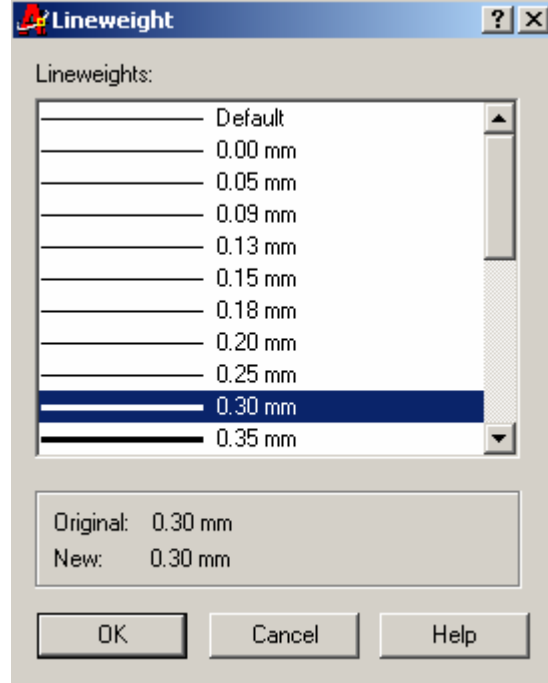 Lineweight
Lineweights:
Default
0.00 mm
0.05 mm
0.09 mm
0.13 mm
0.15 mm
0.18 mm
0.20 mm
0.25 mm
0.30 mm
0.35 mm
Original: 0.30 mm
New: 0.30 mm
OK Cancel Help